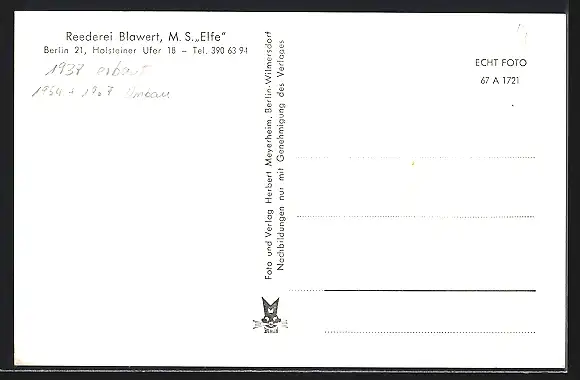 Reederei Blawert, M. S. „Elfe“
Berlin 21, Holsteiner Ufer 18 – Tel. 390 63 94
1937 erbaut
1954 + 1967 Umbau
Foto und Verlag Herbert Meyerheim, Berlin-Wilmersdorf
Nachbildungen nur mit Genehmigung des Verlages
ECHT FOTO
67 A 1721